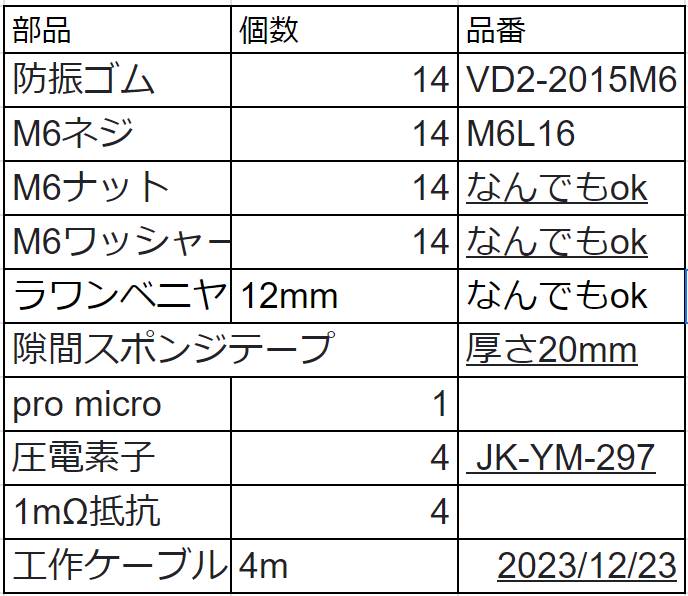 部品 個数 品番
防振ゴム 14 VD2-2015M6
M6ネジ 14 M6L16
M6ナット 14 なんでもok
M6ワッシャー 14 なんでもok
ラワンベニヤ 12mm なんでもok
隙間スポンジテープ 厚さ20mm
pro micro 1
圧電素子 4 JK-YM-297
1mΩ抵抗 4
工作ケーブル 4m 2023/12/23